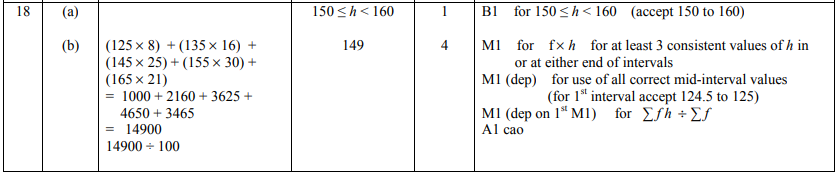 18 (a) 150 ≤ h < 160 1 B1 for 150 ≤ h < 160 (accept 150 to 160)
(b) (125 × 8) + (135 × 16) + 149 4 M1 for f× h for at least 3 consistent values of h in
(145 × 25) + (155 × 30) + or at either end of intervals
(165 × 21) M1 (dep) for use of all correct mid-interval values
= 1000 + 2160 + 3625 + (for 1st interval accept 124.5 to 125)
4650 + 3465 M1 (dep on 1st M1) for ∑fh ÷ ∑f
= 14900 A1 cao
14900 ÷ 100